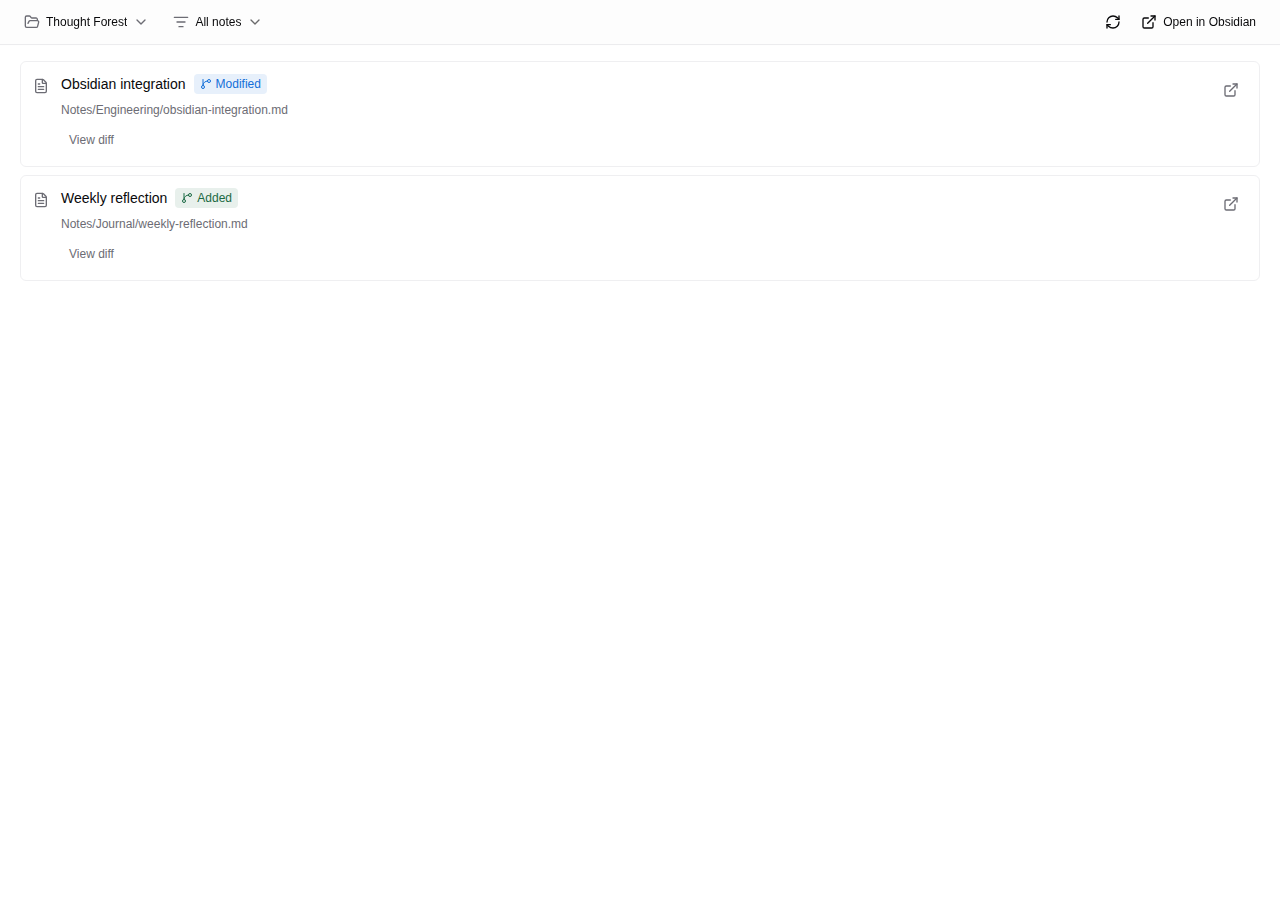 Thought Forest All notes Open in Obsidian
Obsidian integration Modified
Notes/Engineering/obsidian-integration.md
View diff
Weekly reflection Added
Notes/Journal/weekly-reflection.md
View diff